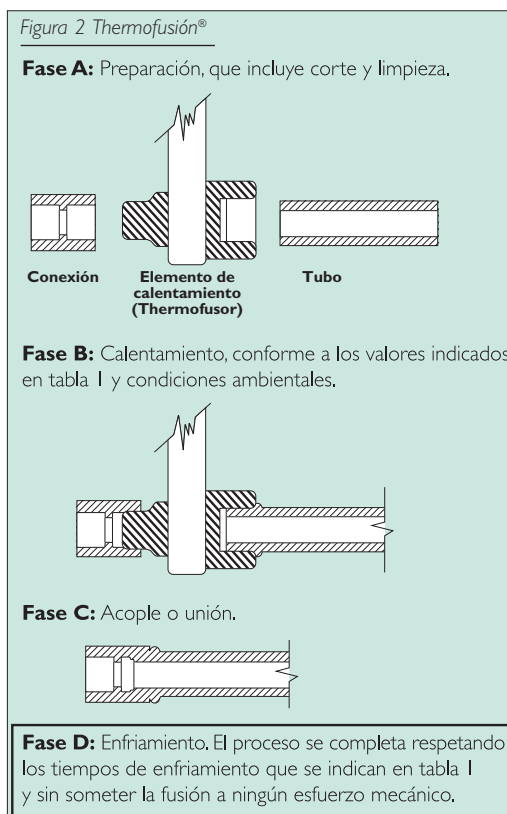 Figura 2 Thermofusión®
Fase A: Preparación, que incluye corte y limpieza.
Conexión
Elemento de
calentamiento
(Thermofusor)
Tubo
Fase B: Calentamiento, conforme a los valores indicados
en tabla 1 y condiciones ambientales.
Fase C: Acople o unión.
Fase D: Enfriamiento. El proceso se completa respetando
los tiempos de enfriamiento que se indican en tabla 1
y sin someter la fusión a ningún esfuerzo mecánico.